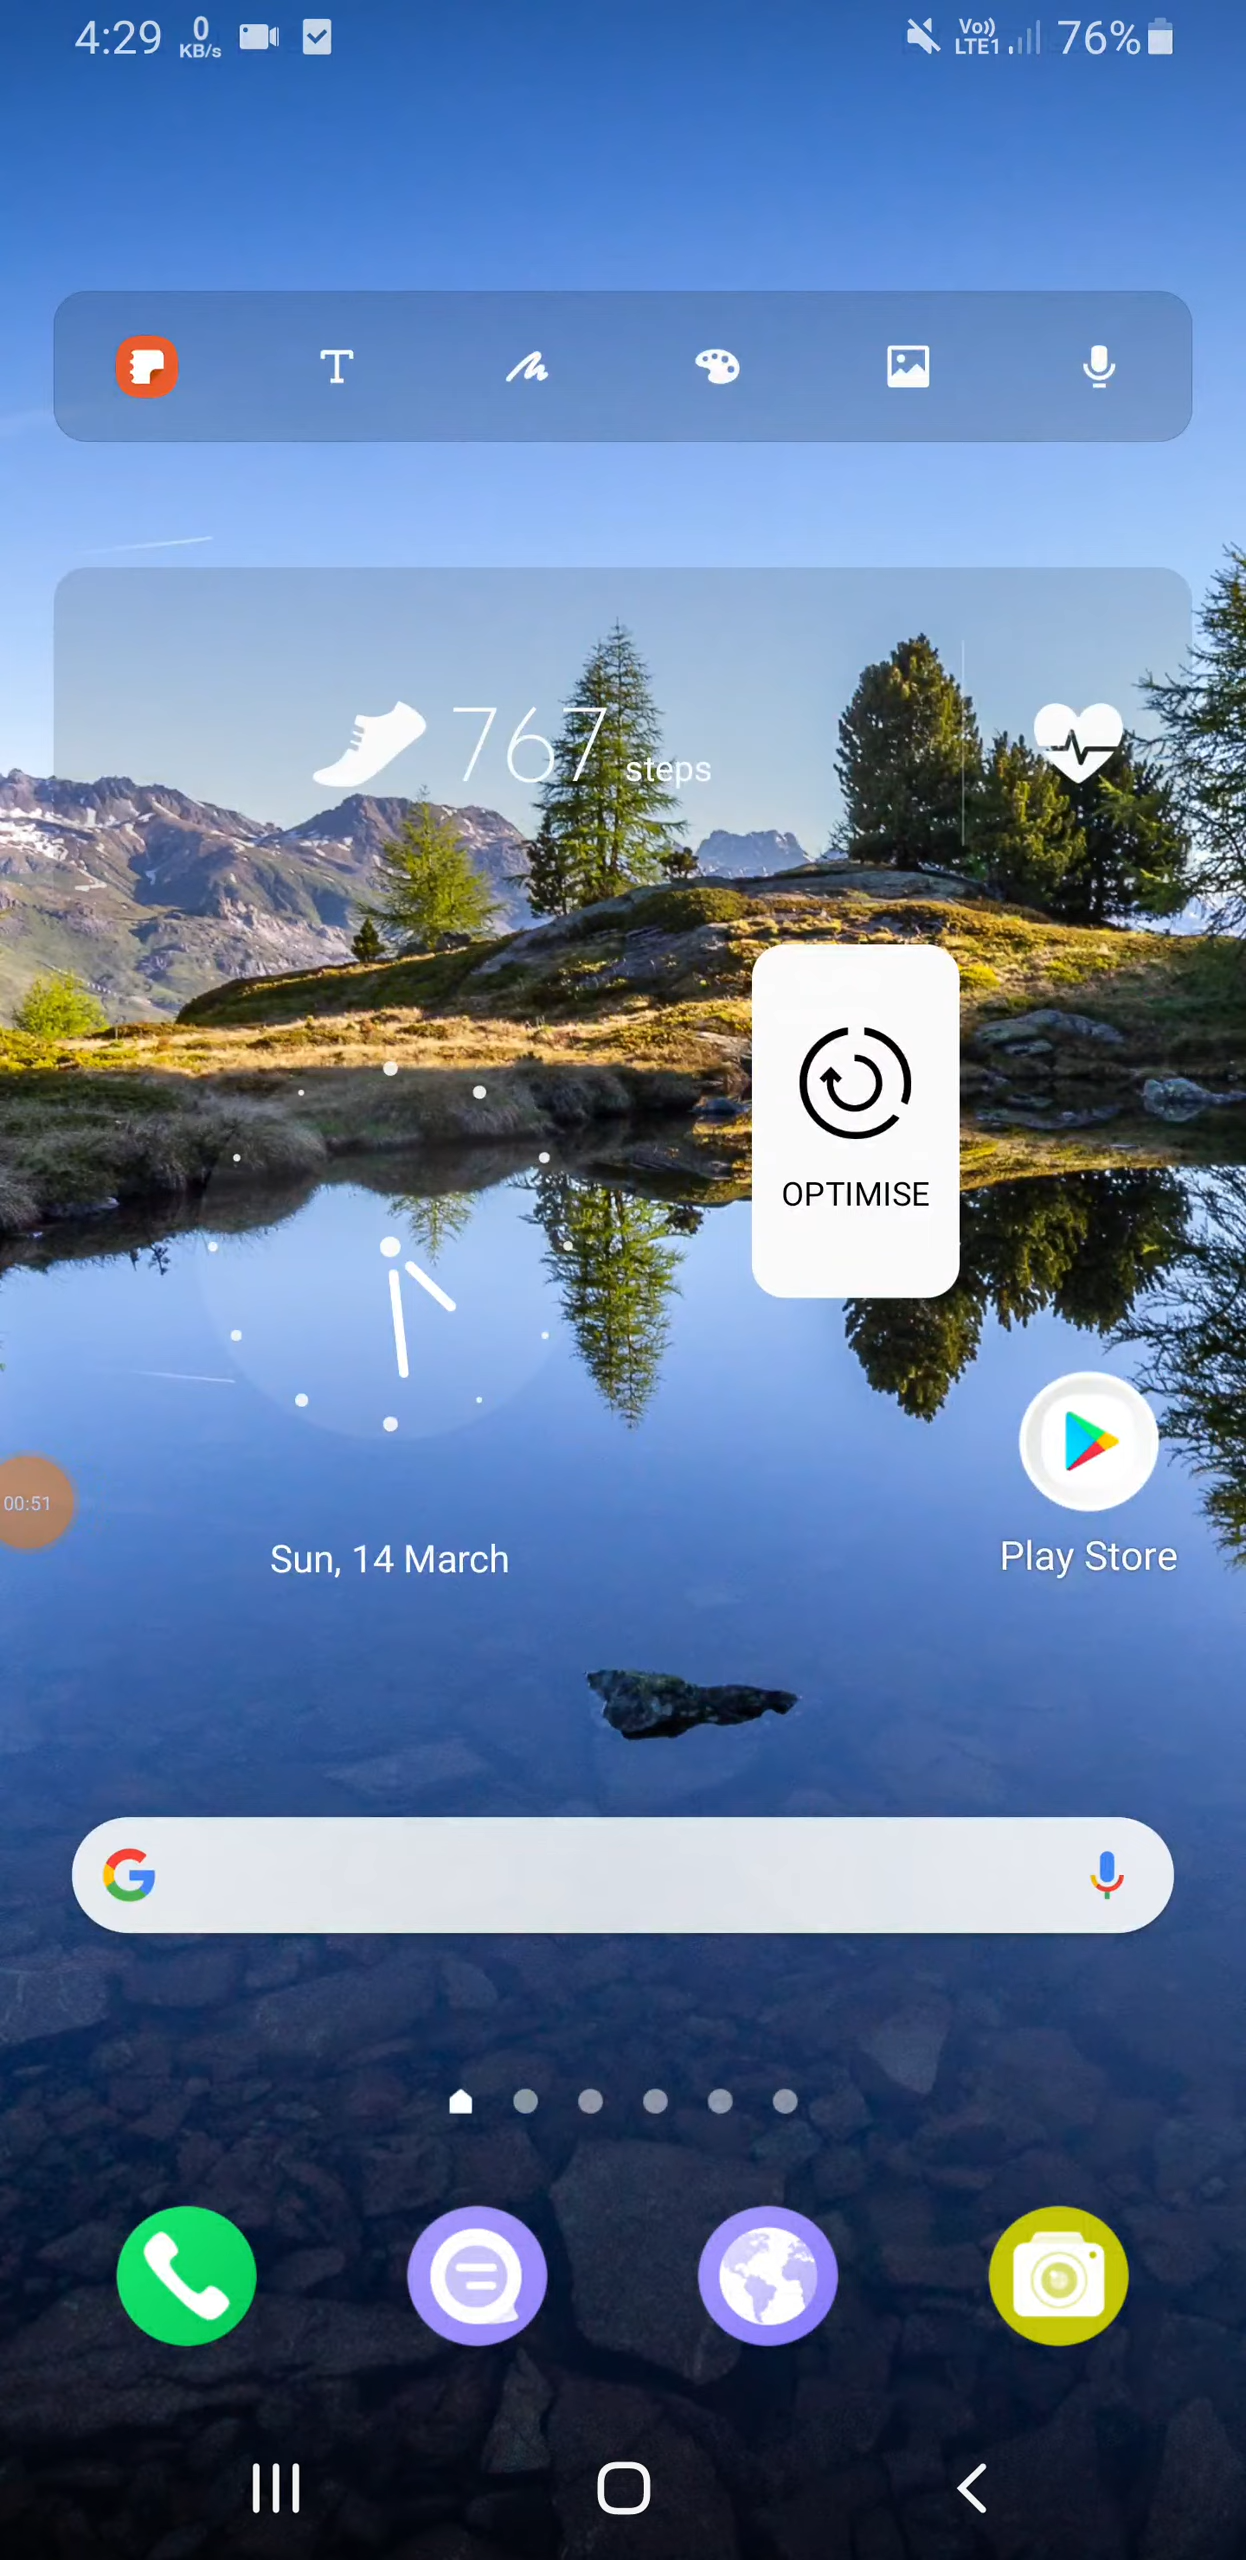 4:29 0 KB/s Vo)) LTE1 76%
T
767 steps
OPTIMISE
00:51
Sun, 14 March
Play Store